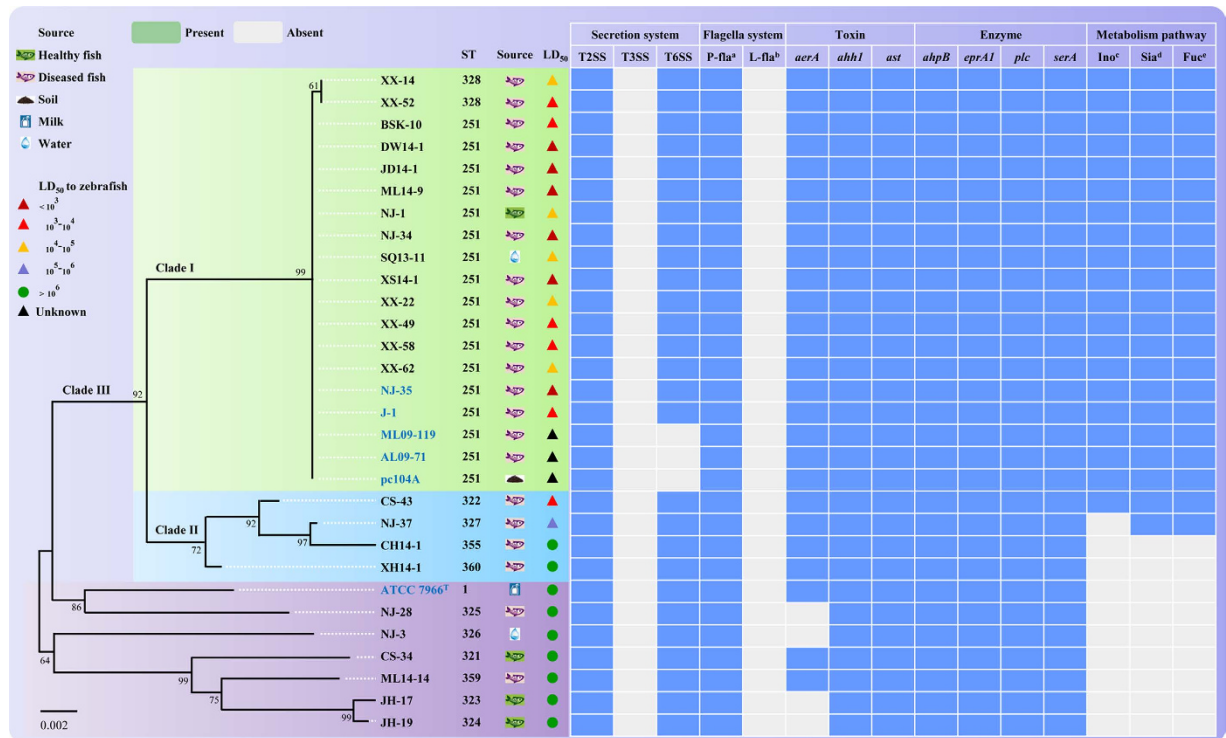 Source
Present
Absent
Healthy fish
Diseased fish
Soil
Milk
Water
LD50 to zebrafish
< 10^3
10^3-10^4
10^4-10^5
10^5-10^6
> 10^6
Unknown
Secretion system Flagella system Toxin Enzyme Metabolism pathway
ST Source LD50 T2SS T3SS T6SS P-fla^a L-fla^b aerA ahh1 ast ahpB eprA1 plc serA Ino^c Sia^d Fuc^e
61
XX-14 328
XX-52 328
BSK-10 251
DW14-1 251
JD14-1 251
ML14-9 251
NJ-1 251
NJ-34 251
SQ13-11 251
Clade I
99
XS14-1 251
XX-22 251
XX-49 251
XX-58 251
XX-62 251
Clade III
92
NJ-35 251
J-1 251
ML09-119 251
AL09-71 251
pc104A 251
CS-43 322
Clade II
92
NJ-37 327
97
CH14-1 355
72
XH14-1 360
ATCC 7966^T 1
86
NJ-28 325
NJ-3 326
64
CS-34 321
99
ML14-14 359
75
JH-17 323
99
JH-19 324
0.002